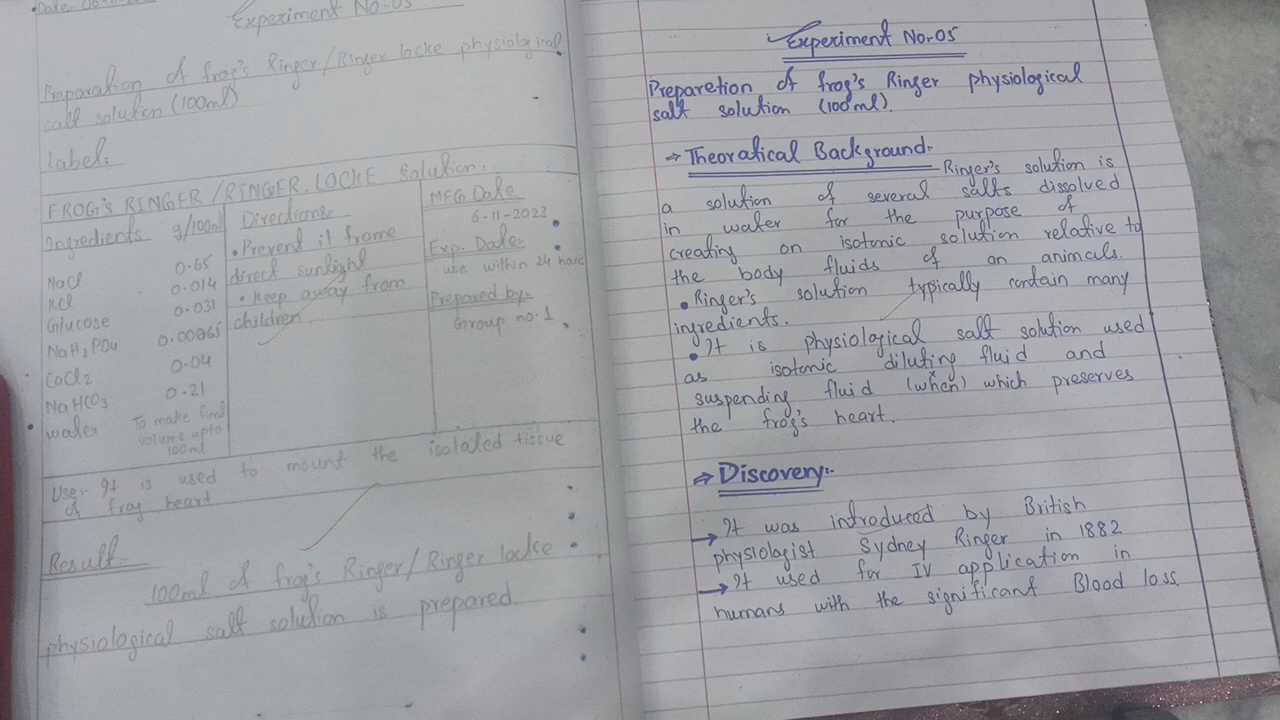 Date:
Experiment No-05
Preparation of frog's Ringer/Ringer locke physiological
salt solution (100ml)
Label:
FROG'S RINGER/RINGER LOCKE Solution.
Ingredients g/100ml
NaCl 0.65
KCl 0.014
Glucose 0.031
NaH2PO4 0.00065
CaCl2 0.04
NaHCO3 0.21
water To make final
volume upto
100ml
Directions
• Prevent it frome
direct sunlight
• Keep away from
children
MFG Date
6-11-2023
Exp. Date:-
use within 24 hours
Prepared by:-
Group no.1
Use:- It is used to mount the isolated tissue
of frog heart
Result:-
100ml of frog's Ringer/Ringer locke
physiological salt solution is prepared.
Experiment No-05
Preparetion of frog's Ringer physiological
salt solution (100ml).
→ Theoratical Background:-
Ringer's solution is
a solution of several salts dissolved
in water for the purpose of
creating on isotonic solution relative to
the body fluids of an animals.
• Ringer's solution typically contain many
ingredients.
• It is physiological salt solution used
as isotonic diluting fluid and
suspending fluid (when) which preserves
the frog's heart.
→ Discovery:-
→ It was introduced by British
physiologist Sydney Ringer in 1882
→ It used for IV application in
humans with the significant Blood loss.